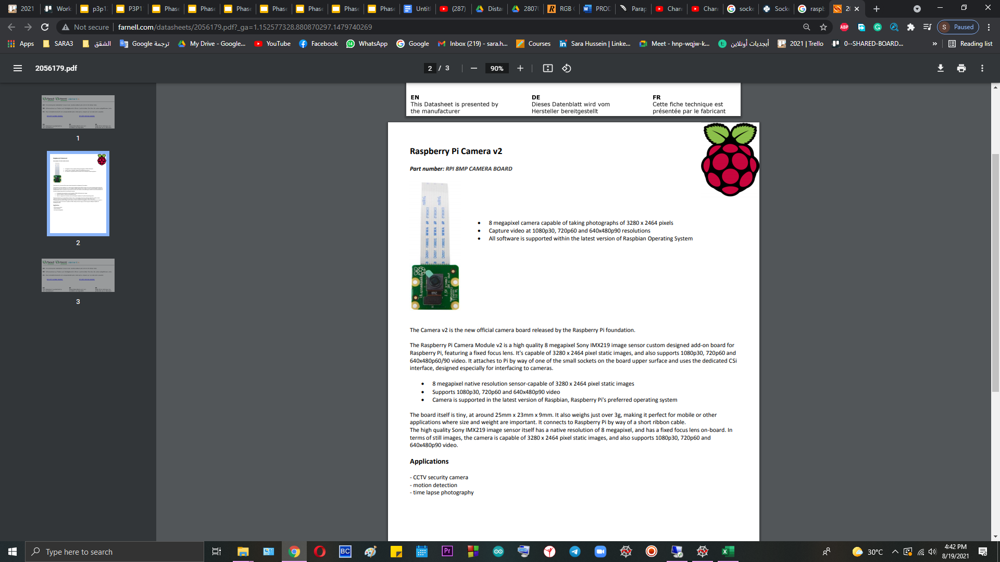 2021
Work
p3p1
P3P1
Phase
Phase
Phase
Phase
Phase
Phase
Phase
Untitl
(287)
Dista
2807
RGB
PROD
Parap
Chan
Chan
socke
Socke
raspb
Not secure
farnell.com/datasheets/2056179.pdf?_ga=1.152577328.880870297.1479740269
ABP
S Paused
Apps
SARA3
الشقق
ترجمة Google
My Drive - Google...
YouTube
Facebook
WhatsApp
Google
Inbox (219) - sara.h...
Courses
Sara Hussein | Linke...
Meet - hnp-wqjw-k...
أبجديات أونلاين
2021 | Trello
0--SHARED-BOARD...
»
Reading list
2056179.pdf
2 / 3
90%
1
2
3
EN
This Datasheet is presented by
the manufacturer
DE
Dieses Datenblatt wird vom
Hersteller bereitgestellt
FR
Cette fiche technique est
présentée par le fabricant
Raspberry Pi Camera v2
Part number: RPI 8MP CAMERA BOARD
• 8 megapixel camera capable of taking photographs of 3280 x 2464 pixels
• Capture video at 1080p30, 720p60 and 640x480p90 resolutions
• All software is supported within the latest version of Raspbian Operating System
The Camera v2 is the new official camera board released by the Raspberry Pi foundation.
The Raspberry Pi Camera Module v2 is a high quality 8 megapixel Sony IMX219 image sensor custom designed add-on board for
Raspberry Pi, featuring a fixed focus lens. It's capable of 3280 x 2464 pixel static images, and also supports 1080p30, 720p60 and
640x480p60/90 video. It attaches to Pi by way of one of the small sockets on the board upper surface and uses the dedicated CSi
interface, designed especially for interfacing to cameras.
• 8 megapixel native resolution sensor-capable of 3280 x 2464 pixel static images
• Supports 1080p30, 720p60 and 640x480p90 video
• Camera is supported in the latest version of Raspbian, Raspberry Pi's preferred operating system
The board itself is tiny, at around 25mm x 23mm x 9mm. It also weighs just over 3g, making it perfect for mobile or other
applications where size and weight are important. It connects to Raspberry Pi by way of a short ribbon cable.
The high quality Sony IMX219 image sensor itself has a native resolution of 8 megapixel, and has a fixed focus lens on-board. In
terms of still images, the camera is capable of 3280 x 2464 pixel static images, and also supports 1080p30, 720p60 and
640x480p90 video.
Applications
- CCTV security camera
- motion detection
- time lapse photography
Type here to search
BC
Pr
30°C
4:42 PM
8/19/2021